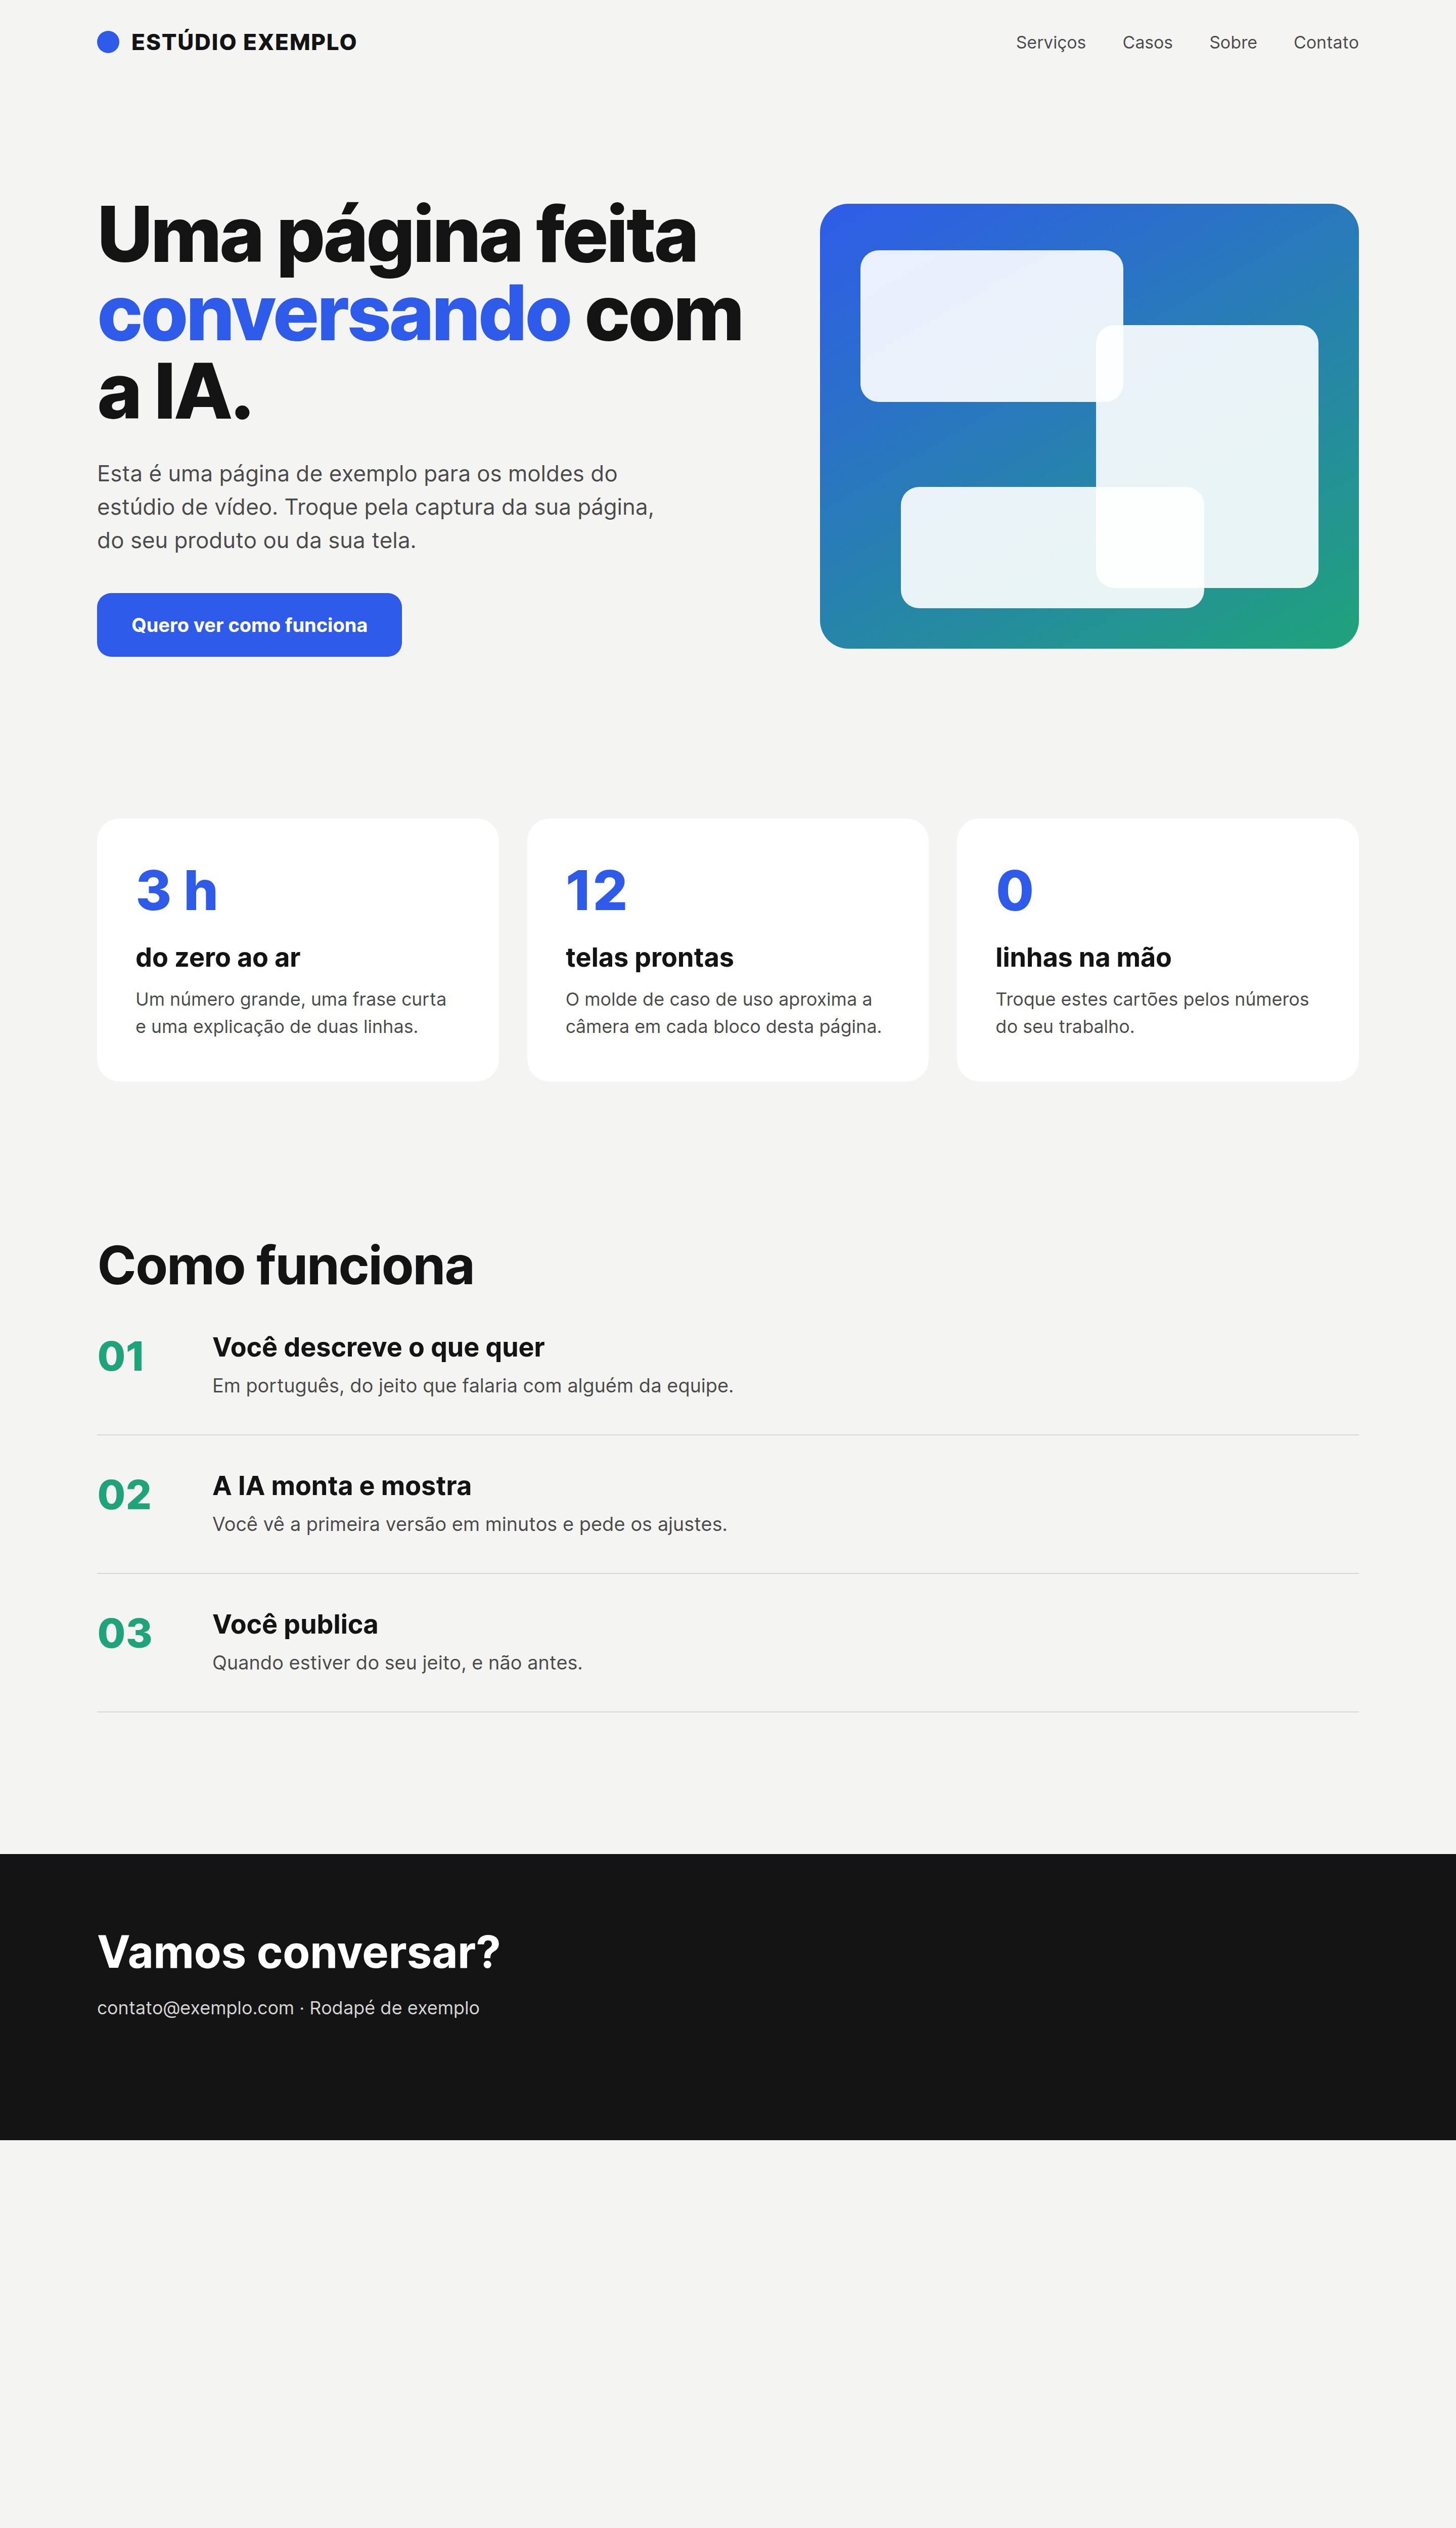 ESTÚDIO EXEMPLO
Serviços Casos Sobre Contato
Uma página feita
conversando com
a IA.
Esta é uma página de exemplo para os moldes do
estúdio de vídeo. Troque pela captura da sua página,
do seu produto ou da sua tela.
Quero ver como funciona
3 h
do zero ao ar
Um número grande, uma frase curta
e uma explicação de duas linhas.
12
telas prontas
O molde de caso de uso aproxima a
câmera em cada bloco desta página.
0
linhas na mão
Troque estes cartões pelos números
do seu trabalho.
Como funciona
01
Você descreve o que quer
Em português, do jeito que falaria com alguém da equipe.
02
A IA monta e mostra
Você vê a primeira versão em minutos e pede os ajustes.
03
Você publica
Quando estiver do seu jeito, e não antes.
Vamos conversar?
contato@exemplo.com · Rodapé de exemplo